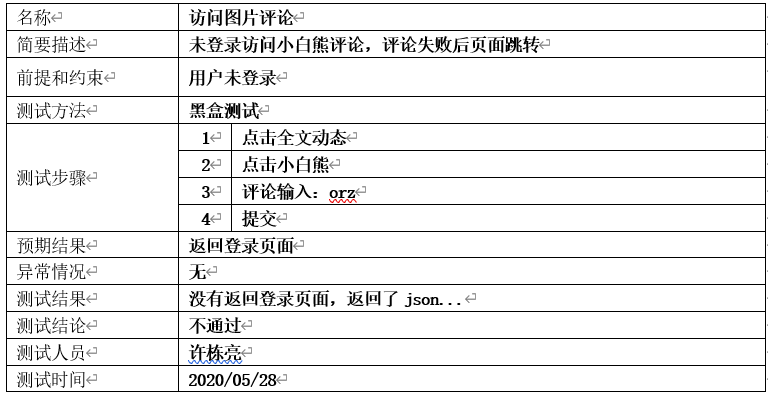 名称 访问图片评论
简要描述 未登录访问小白熊评论，评论失败后页面跳转
前提和约束 用户未登录
测试方法 黑盒测试
测试步骤
1 点击全文动态
2 点击小白熊
3 评论输入：orz
4 提交
预期结果 返回登录页面
异常情况 无
测试结果 没有返回登录页面，返回了 json...
测试结论 不通过
测试人员 许栋亮
测试时间 2020/05/28